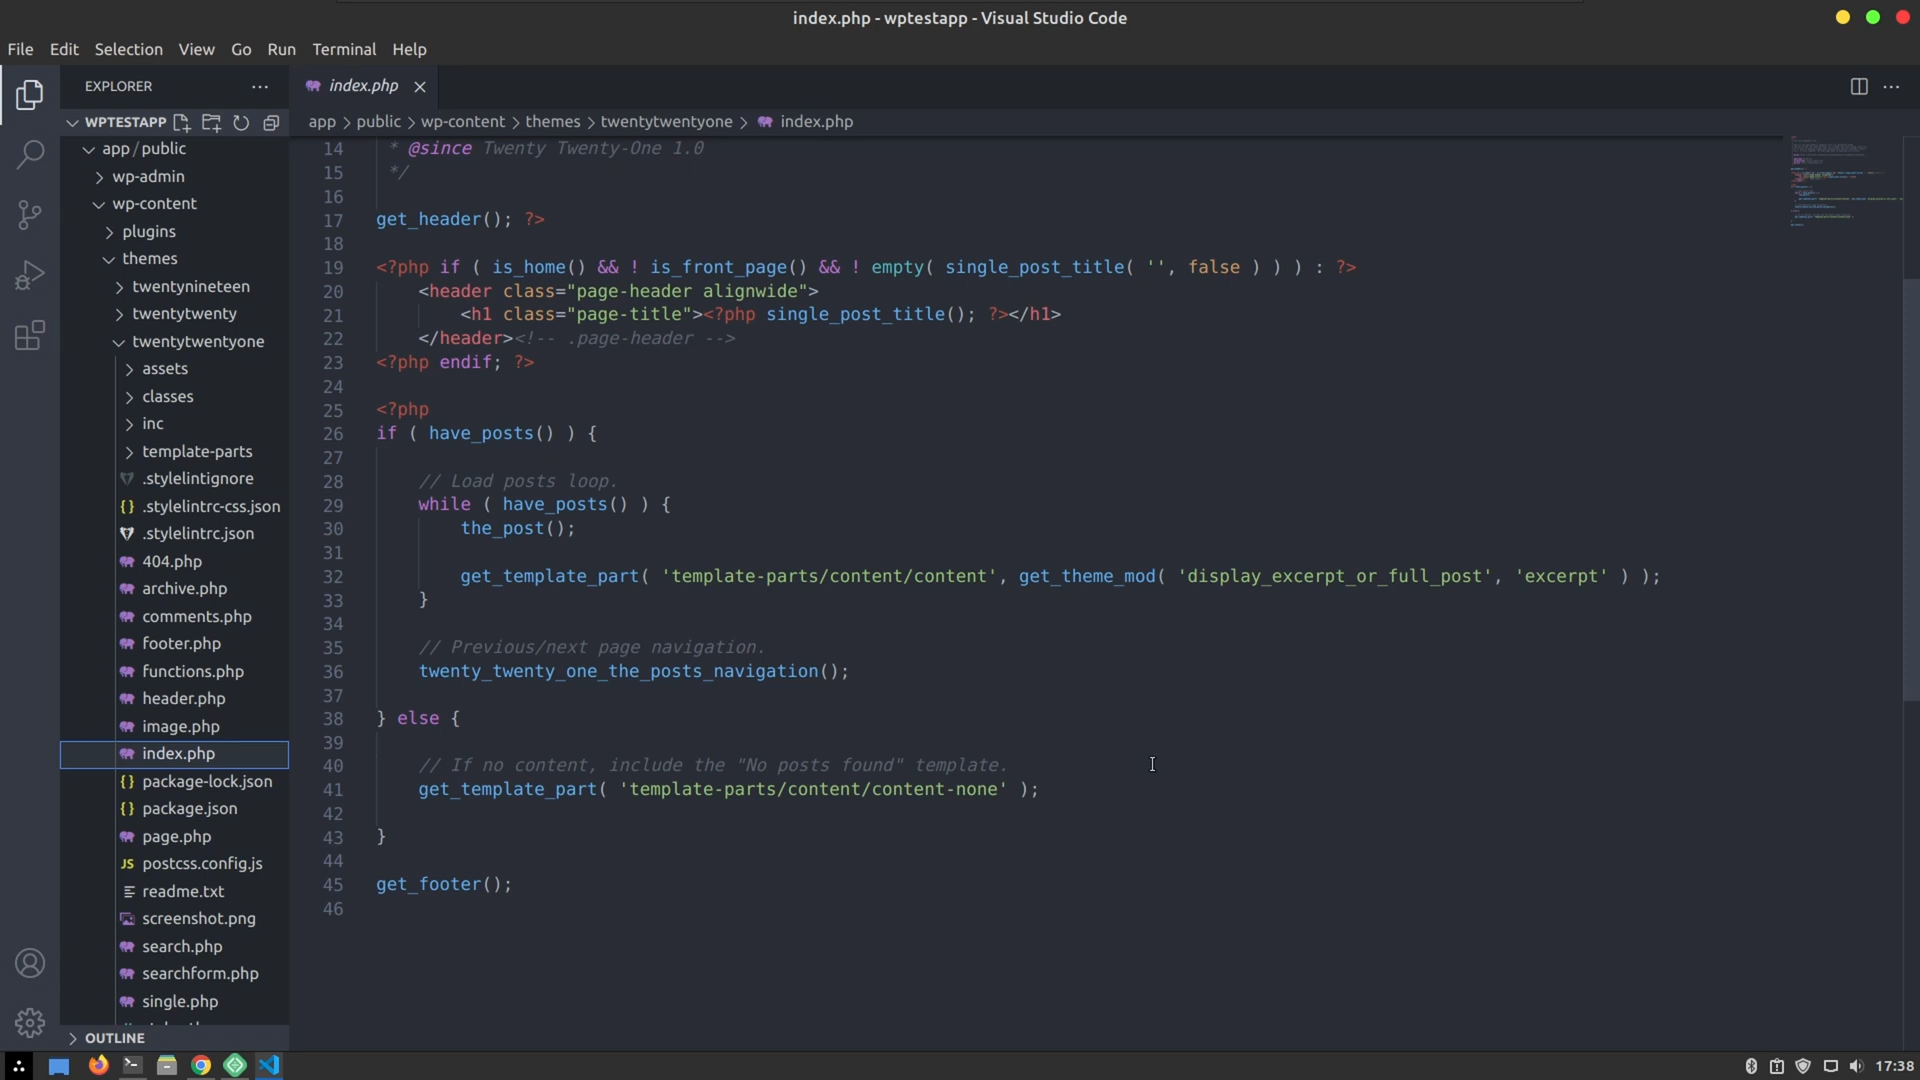 index.php - wptestapp - Visual Studio Code
File Edit Selection View Go Run Terminal Help
EXPLORER
WPTESTAPP
app/public
wp-admin
wp-content
plugins
themes
twentynineteen
twentytwenty
twentytwentyone
assets
classes
inc
template-parts
.stylelintignore
.stylelintrc-css.json
.stylelintrc.json
404.php
archive.php
comments.php
footer.php
functions.php
header.php
image.php
index.php
package-lock.json
package.json
page.php
postcss.config.js
readme.txt
screenshot.png
search.php
searchform.php
single.php
OUTLINE
index.php
app > public > wp-content > themes > twentytwentyone > index.php
14 * @since Twenty Twenty-One 1.0
15 */
16
17 get_header(); ?>
18
19 <?php if ( is_home() && ! is_front_page() && ! empty( single_post_title( '', false ) ) ) : ?>
20 <header class="page-header alignwide">
21 <h1 class="page-title"><?php single_post_title(); ?></h1>
22 </header><!-- .page-header -->
23 <?php endif; ?>
24
25 <?php
26 if ( have_posts() ) {
27
28 // Load posts loop.
29 while ( have_posts() ) {
30 the_post();
31
32 get_template_part( 'template-parts/content/content', get_theme_mod( 'display_excerpt_or_full_post', 'excerpt' ) );
33 }
34
35 // Previous/next page navigation.
36 twenty_twenty_one_the_posts_navigation();
37
38 } else {
39
40 // If no content, include the "No posts found" template.
41 get_template_part( 'template-parts/content/content-none' );
42
43 }
44
45 get_footer();
46
17:38